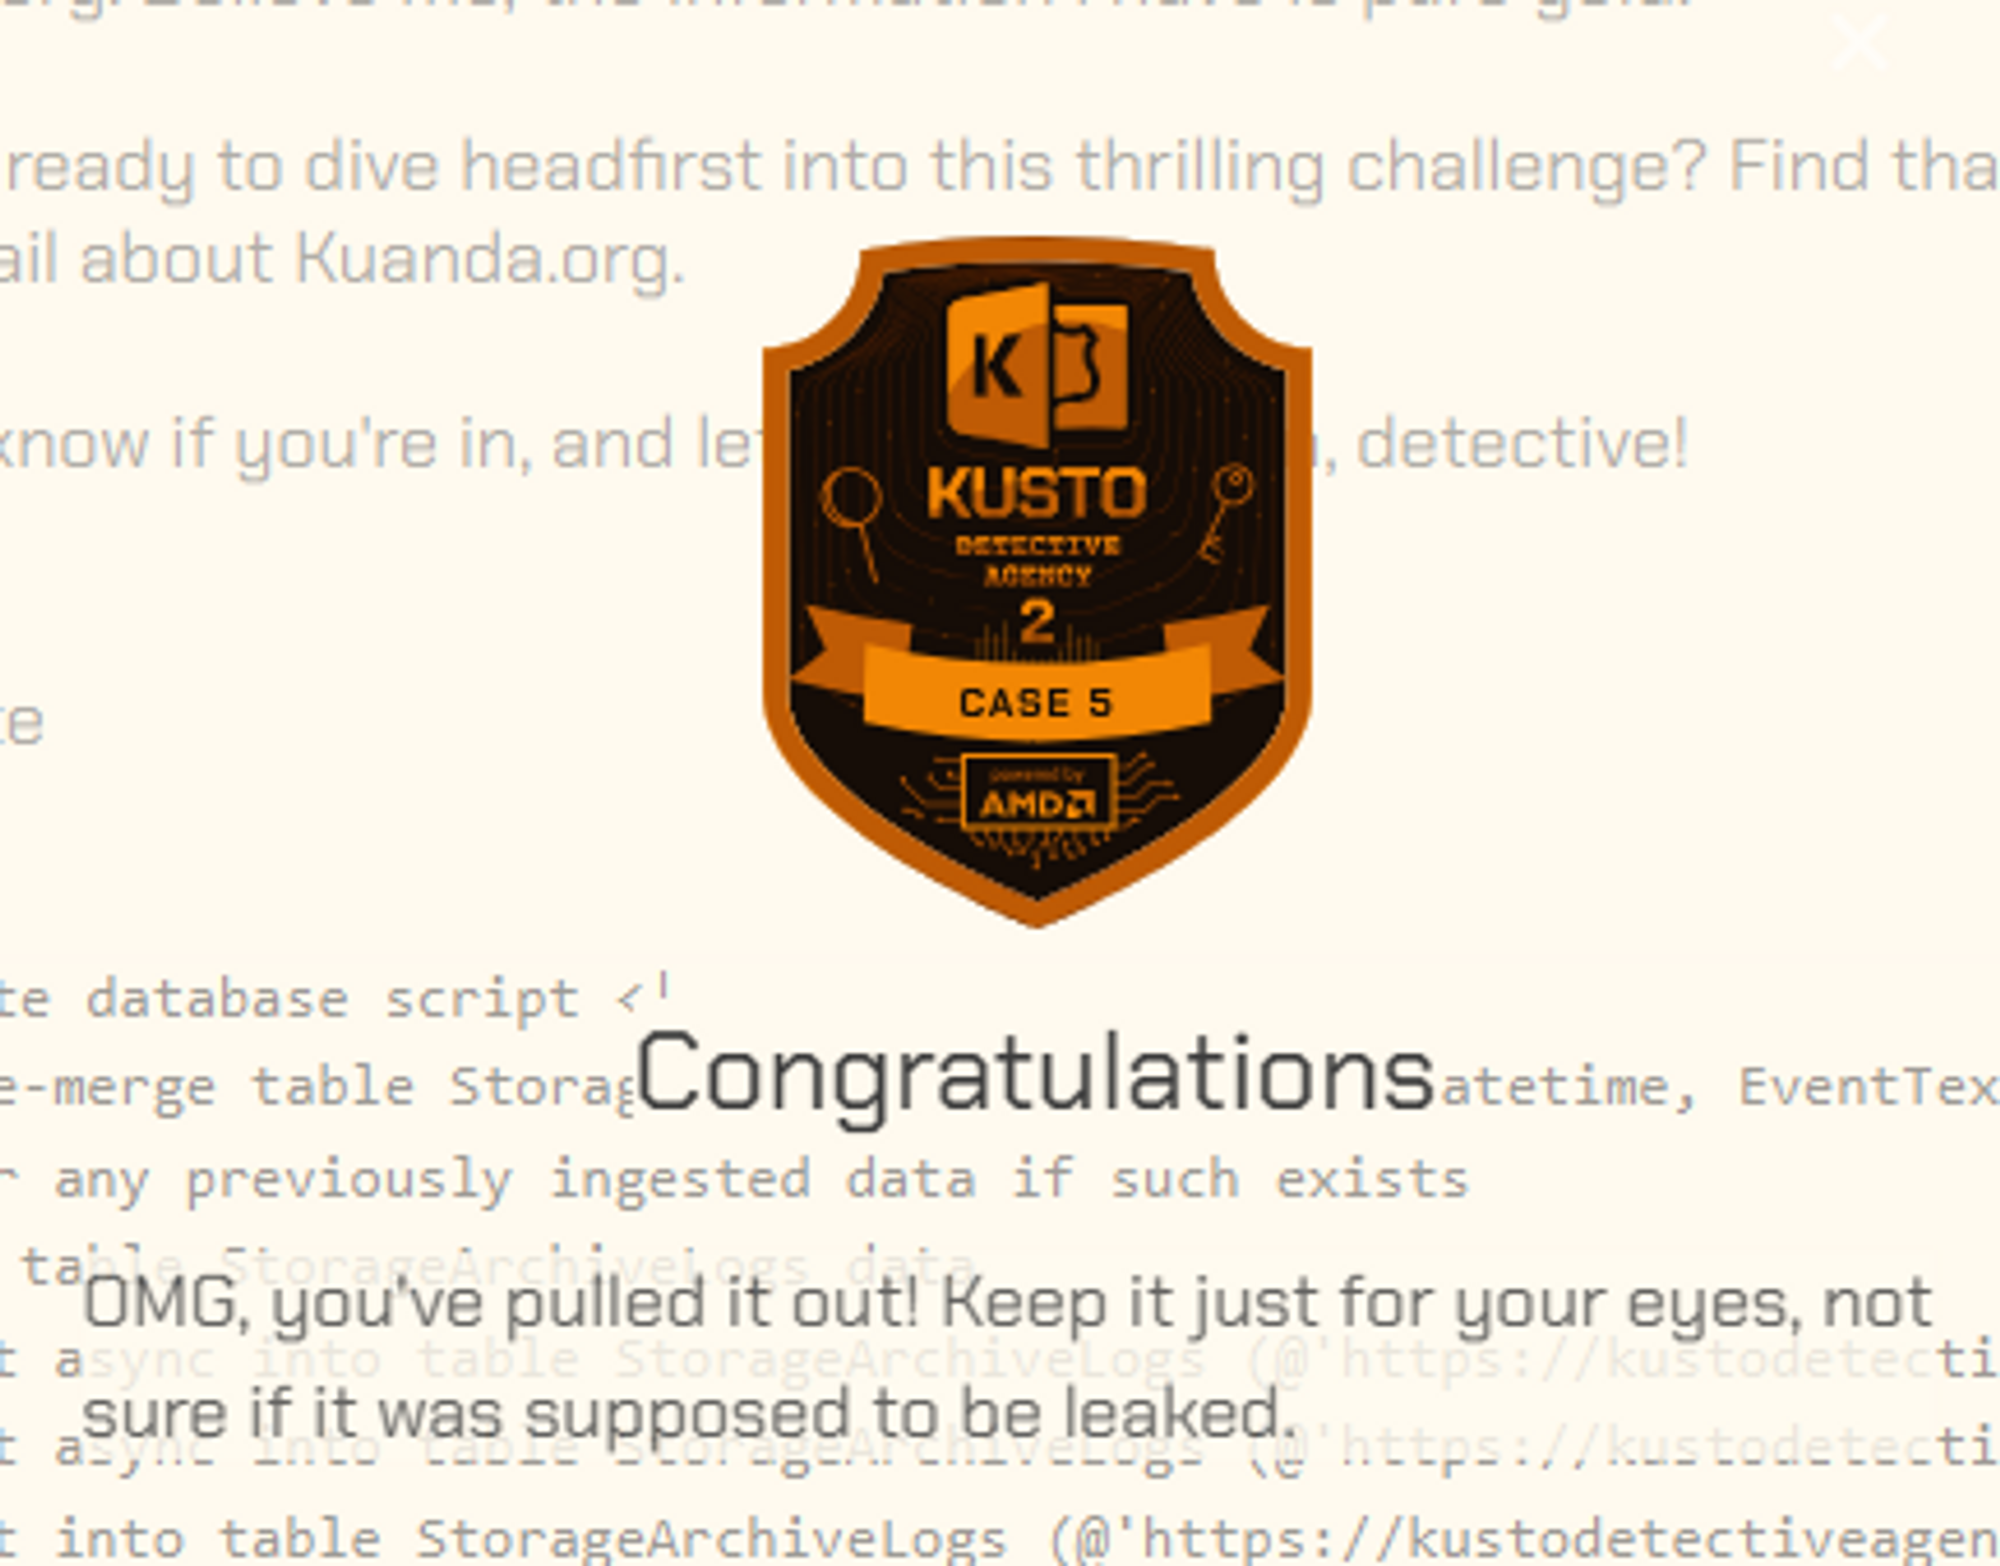 ready to dive headfirst into this thrilling challenge? Find tha
ail about Kuanda.org.
K
know if you're in, and let , detective!
KUSTO
DETECTIVE
AGENCY
2
CASE 5
te
powered by
AMD
te database script <|
Congratulations
e-merge table Storag atetime, EventTex
r any previously ingested data if such exists
table StorageArchiveLogs data
OMG, you've pulled it out! Keep it just for your eyes, not
t async into table StorageArchiveLogs (@'https://kustodetecti
sure if it was supposed to be leaked.
t async into table StorageArchiveLogs (@'https://kustodetecti
t into table StorageArchiveLogs (@'https://kustodetectiveagen